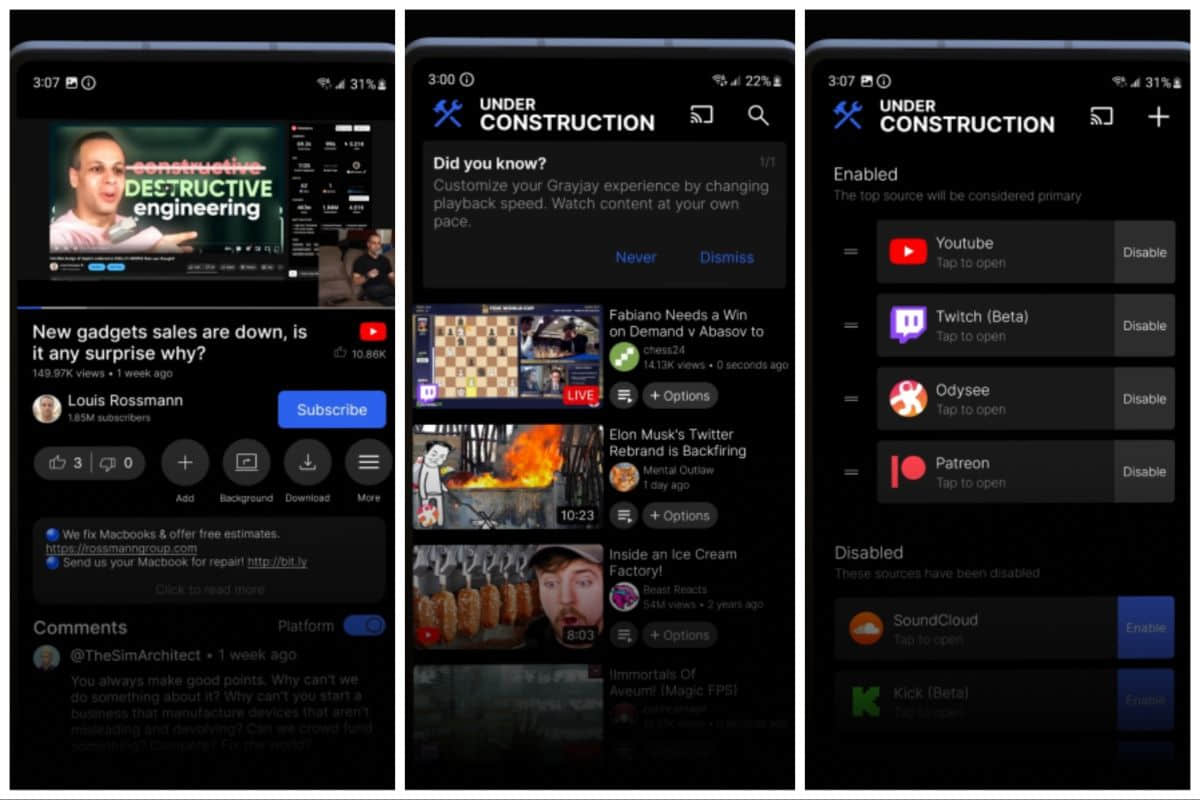 3:07 31%
constructive
DESTRUCTIVE
engineering
New gadgets sales are down, is
it any surprise why?
10.86K
149.97K views • 1 week ago
Louis Rossmann
1.85M subscribers
Subscribe
3 0
Add Background Download More
We fix Macbooks & offer free estimates.
https://rossmanngroup.com
Send us your Macbook for repair! http://bit.ly
Click to read more
Comments Platform
@TheSimArchitect • 1 week ago
You always make good points. Why can't we
do something about it? Why can't you start a
business that manufacture devices that aren't
misleading and devolving? Can we crowd fund
something? Compete? Fix the world?
3:00 22%
UNDER
CONSTRUCTION
Did you know? 1/1
Customize your Grayjay experience by changing
playback speed. Watch content at your own
pace.
Never Dismiss
LIVE
Fabiano Needs a Win
on Demand v Abasov to
chess24
14.13K views • 0 seconds ago
+ Options
10:23
Elon Musk's Twitter
Rebrand is Backfiring
Mental Outlaw
1 day ago
+ Options
8:03
Inside an Ice Cream
Factory!
Beast Reacts
54M views • 2 years ago
+ Options
!Immortals Of
Aveum! (Magic FPS)
3:07 31%
UNDER
CONSTRUCTION
Enabled
The top source will be considered primary
Youtube
Tap to open
Disable
Twitch (Beta)
Tap to open
Disable
Odysee
Tap to open
Disable
Patreon
Tap to open
Disable
Disabled
These sources have been disabled
SoundCloud
Tap to open
Enable
Kick (Beta)
Tap to open
Enable